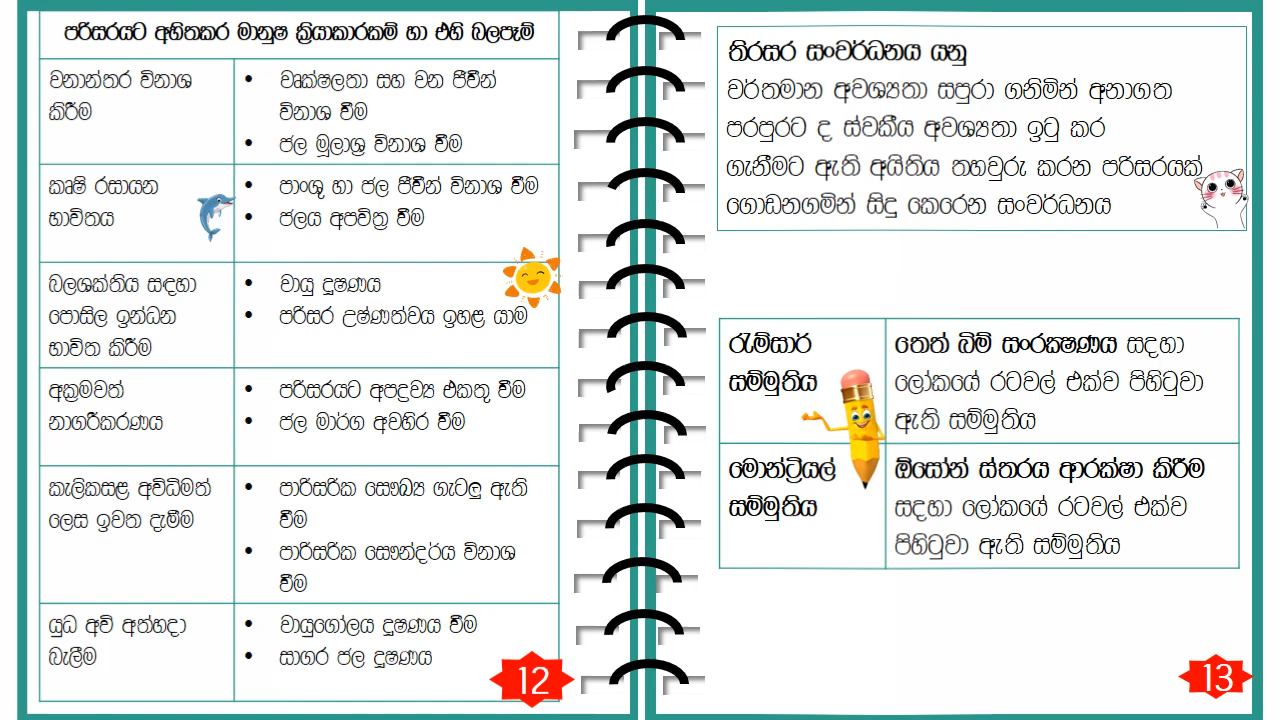 පරිසරයට අහිතකර මානුෂ ක්‍රියාකාරකම් හා එහි බලපෑම්
වනාන්තර විනාශ
කිරීම
• වෘක්ෂලතා සහ වන ජීවීන්
විනාශ වීම
• ජල මූලාශ්‍ර විනාශ වීම
කෘෂි රසායන
භාවිතය
• පාංශු හා ජල ජීවීන් විනාශ වීම
• ජලය අපවිත්‍ර වීම
බලශක්තිය සඳහා
පොසිල ඉන්ධන
භාවිත කිරීම
• වායු දූෂණය
• පරිසර උෂ්ණත්වය ඉහළ යාම
අක්‍රමවත්
නාගරීකරණය
• පරිසරයට අපද්‍රව්‍ය එකතු වීම
• ජල මාර්ග අවහිර වීම
කැලිකසළ අවිධිමත්
ලෙස ඉවත දැමීම
• පාරිසරික සෞඛ්‍ය ගැටලු ඇති
වීම
• පාරිසරික සෞන්දර්ය විනාශ
වීම
යුධ අවි අත්හදා
බැලීම
• වායුගෝලය දූෂණය වීම
• සාගර ජල දූෂණය
12
තිරසර සංවර්ධනය යනු
වර්තමාන අවශ්‍යතා සපුරා ගනිමින් අනාගත
පරපුරට ද ස්වකීය අවශ්‍යතා ඉටු කර
ගැනීමට ඇති අයිතිය තහවුරු කරන පරිසරයක්
ගොඩනගමින් සිදු කෙරෙන සංවර්ධනය
රැම්සාර්
සම්මුතිය
තෙත් බිම් සංරක්‍ෂණය සඳහා
ලෝකයේ රටවල් එක්ව පිහිටුවා
ඇති සම්මුතිය
මොන්ට්‍රියල්
සම්මුතිය
ඕසෝන් ස්තරය ආරක්ෂා කිරීම
සඳහා ලෝකයේ රටවල් එක්ව
පිහිටුවා ඇති සම්මුතිය
13